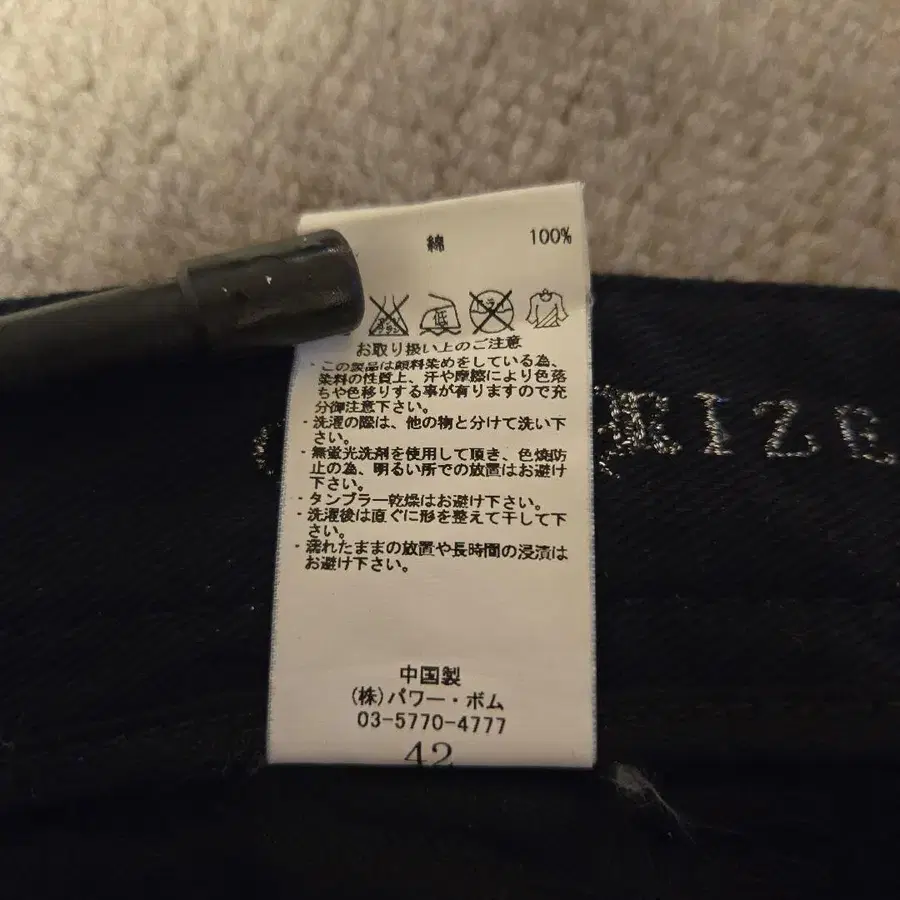 綿 100%
低
お取り扱い上のご注意
・この製品は顔料染めをしている為、
染料の性質上、汗や摩擦により色落
ちや色移りする事が有りますので充
分御注意下さい。
・洗濯の際は、他の物と分けて洗い下
さい。
・無蛍光洗剤を使用して頂き、色焼防
止の為、明るい所での放置はお避け
下さい。
・タンブラー乾燥はお避け下さい。
・洗濯後は直ぐに形を整えて干して下
さい。
・濡れたままの放置や長時間の浸漬は
お避け下さい。
中国製
(株)パワー・ボム
03-5770-4777
42
RIZE